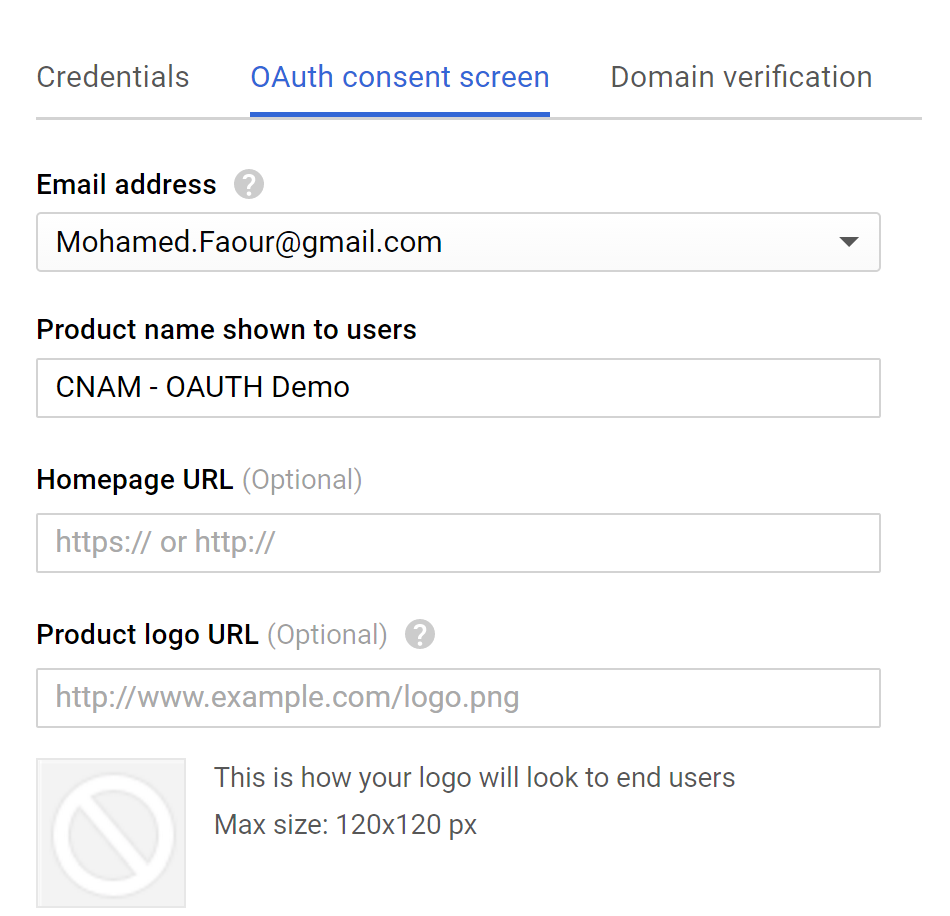 Credentials OAuth consent screen Domain verification
Email address ?
Mohamed.Faour@gmail.com
Product name shown to users
CNAM - OAUTH Demo
Homepage URL (Optional)
https:// or http://
Product logo URL (Optional) ?
http://www.example.com/logo.png
This is how your logo will look to end users
Max size: 120x120 px